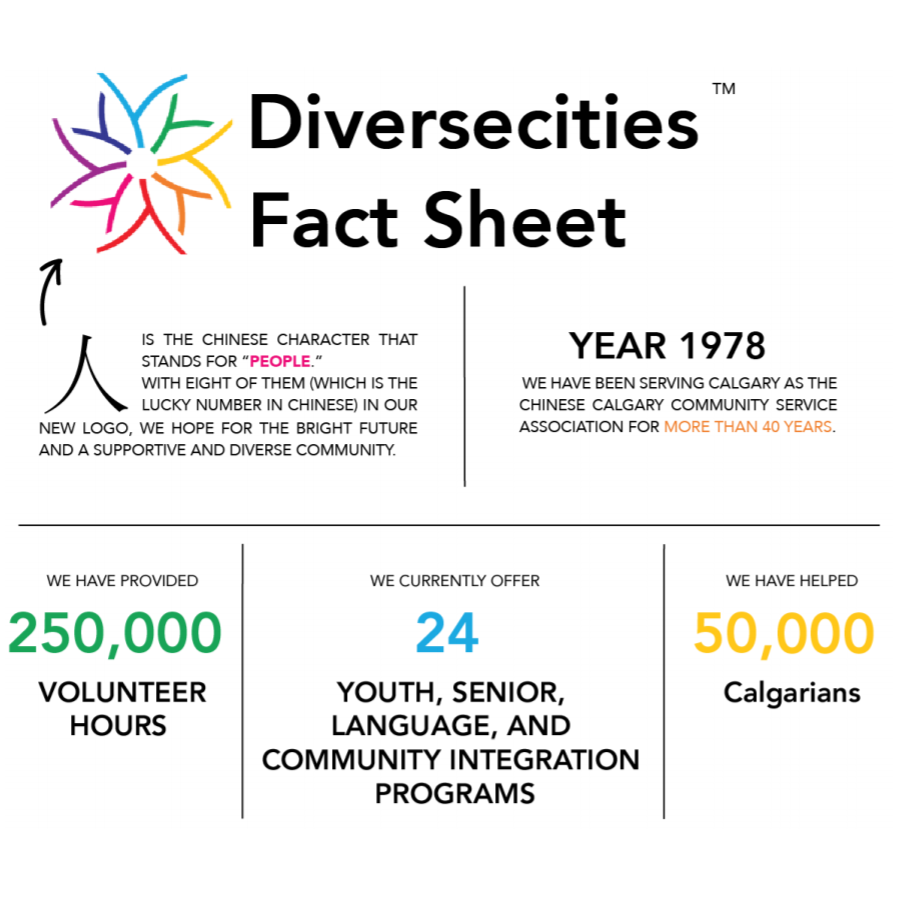 Diversecities™
Fact Sheet
人 IS THE CHINESE CHARACTER THAT
STANDS FOR “PEOPLE.“
WITH EIGHT OF THEM (WHICH IS THE
LUCKY NUMBER IN CHINESE) IN OUR
NEW LOGO, WE HOPE FOR THE BRIGHT FUTURE
AND A SUPPORTIVE AND DIVERSE COMMUNITY.
YEAR 1978
WE HAVE BEEN SERVING CALGARY AS THE
CHINESE CALGARY COMMUNITY SERVICE
ASSOCIATION FOR MORE THAN 40 YEARS.
WE HAVE PROVIDED
250,000
VOLUNTEER
HOURS
WE CURRENTLY OFFER
24
YOUTH, SENIOR,
LANGUAGE, AND
COMMUNITY INTEGRATION
PROGRAMS
WE HAVE HELPED
50,000
Calgarians